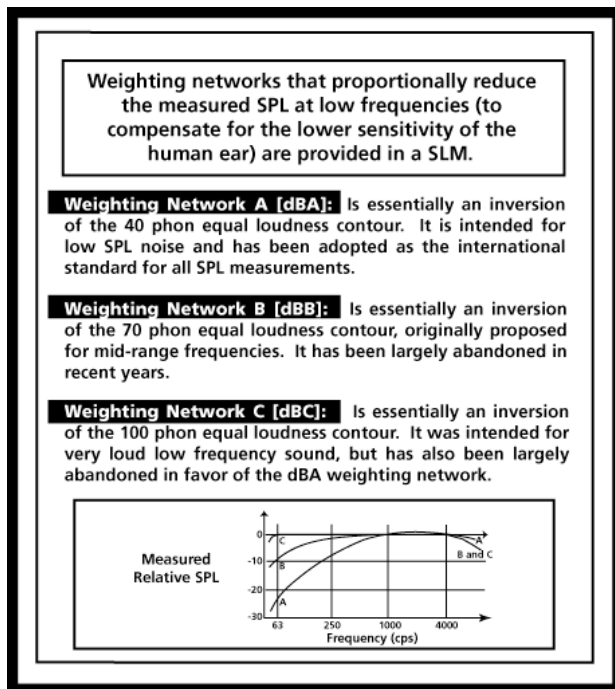 Weighting networks that proportionally reduce
the measured SPL at low frequencies (to
compensate for the lower sensitivity of the
human ear) are provided in a SLM.
Weighting Network A [dBA]: Is essentially an inversion
of the 40 phon equal loudness contour. It is intended for
low SPL noise and has been adopted as the international
standard for all SPL measurements.
Weighting Network B [dBB]: Is essentially an inversion
of the 70 phon equal loudness contour, originally proposed
for mid-range frequencies. It has been largely abandoned in
recent years.
Weighting Network C [dBC]: Is essentially an inversion
of the 100 phon equal loudness contour. It was intended for
very loud low frequency sound, but has also been largely
abandoned in favor of the dBA weighting network.
Measured
Relative SPL
0
-10
-20
-30
C
B
A
A
B and C
63 250 1000 4000
Frequency (cps)